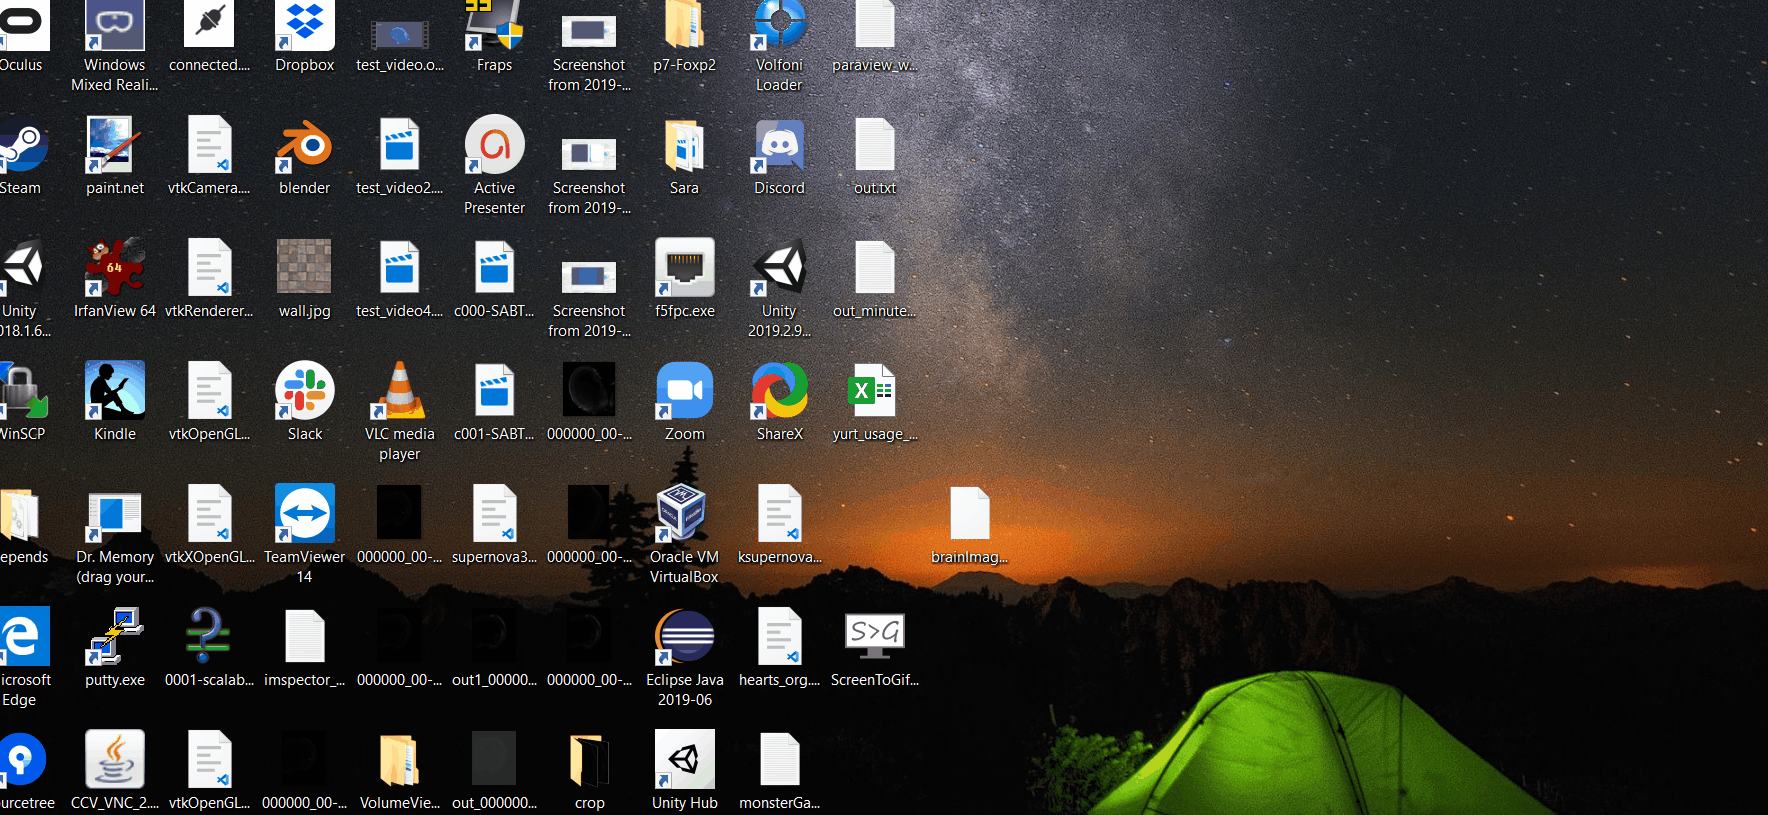 Oculus
Windows
Mixed Reali...
connected....
Dropbox
test_video.o...
Fraps
Screenshot
from 2019-...
p7-Foxp2
Volfoni
Loader
paraview_w...
Steam
paint.net
vtkCamera....
blender
test_video2....
Active
Presenter
Screenshot
from 2019-...
Sara
Discord
out.txt
Unity
018.1.6...
64
IrfanView 64
vtkRenderer...
wall.jpg
test_video4....
c000-SABT...
Screenshot
from 2019-...
f5fpc.exe
Unity
2019.2.9...
out_minute...
WinSCP
Kindle
vtkOpenGL...
Slack
VLC media
player
c001-SABT...
000000_00-...
Zoom
ShareX
X
yurt_usage_...
epends
Dr. Memory
(drag your...
vtkXOpenGL...
TeamViewer
14
000000_00-...
supernova3...
000000_00-...
Oracle VM
VirtualBox
ksupernova...
brainImag...
icrosoft
Edge
putty.exe
0001-scalab...
imspector_...
000000_00-...
out1_00000...
000000_00-...
Eclipse Java
2019-06
hearts_org....
S>G
ScreenToGif...
urcetree
CCV_VNC_2....
vtkOpenGL...
000000_00-...
VolumeVie...
out_000000...
crop
Unity Hub
monsterGa...